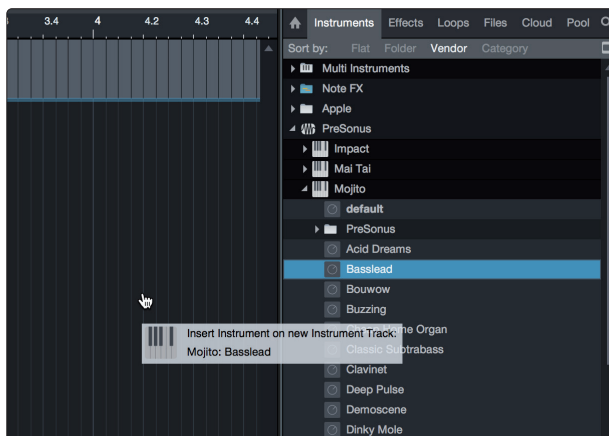 3.4 4 4.2 4.3 4.4
Instruments Effects Loops Files Cloud Pool
Sort by: Flat Folder Vendor Category
Multi Instruments
Note FX
Apple
PreSonus
Impact
Mai Tai
Mojito
default
PreSonus
Acid Dreams
Basslead
Bouwow
Buzzing
Insert Instrument on new Instrument Track:
Organ
Mojito: Basslead
Classic Subtrabass
Clavinet
Deep Pulse
Demoscene
Dinky Mole